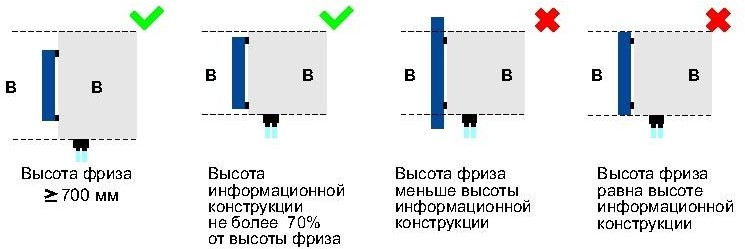 B B
Высота фриза
≥700 мм
B B
Высота
информационной
конструкции
не более 70%
от высоты фриза
B B
Высота фриза
меньше высоты
информационной
конструкции
B B
Высота фриза
равна высоте
информационной
конструкции